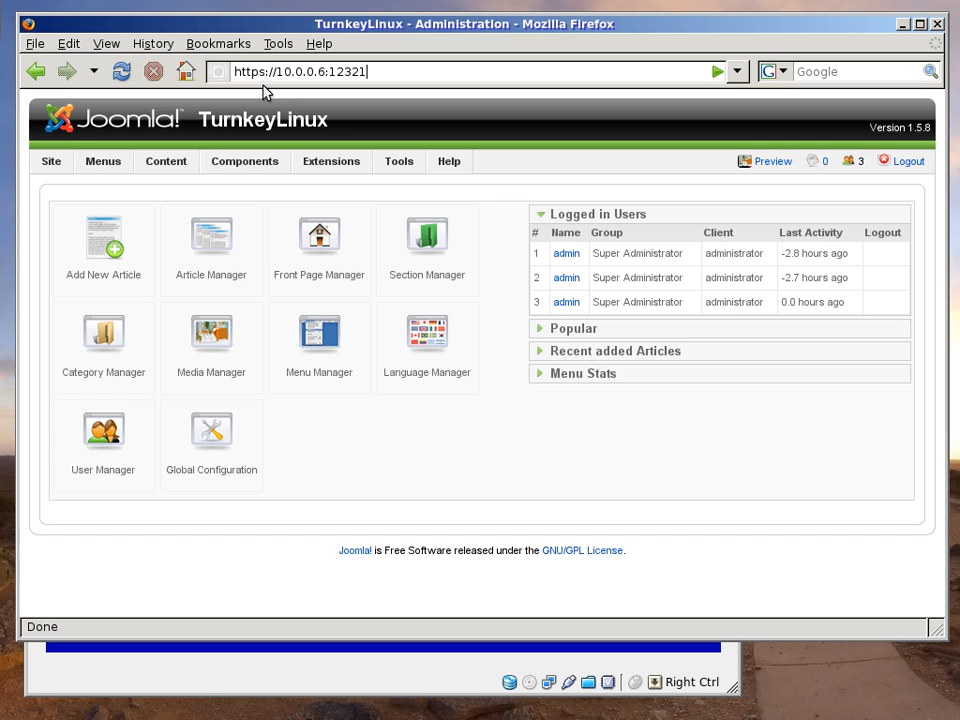 TurnkeyLinux - Administration - Mozilla Firefox
File Edit View History Bookmarks Tools Help
https://10.0.0.6:12321
G Google
Joomla!™ TurnkeyLinux
Version 1.5.8
Site Menus Content Components Extensions Tools Help Preview 0 3 Logout
Add New Article Article Manager Front Page Manager Section Manager
Category Manager Media Manager Menu Manager Language Manager
User Manager Global Configuration
Logged in Users
# Name Group Client Last Activity Logout
1 admin Super Administrator administrator -2.8 hours ago
2 admin Super Administrator administrator -2.7 hours ago
3 admin Super Administrator administrator 0.0 hours ago
Popular
Recent added Articles
Menu Stats
Joomla! is Free Software released under the GNU/GPL License.
Done
Right Ctrl